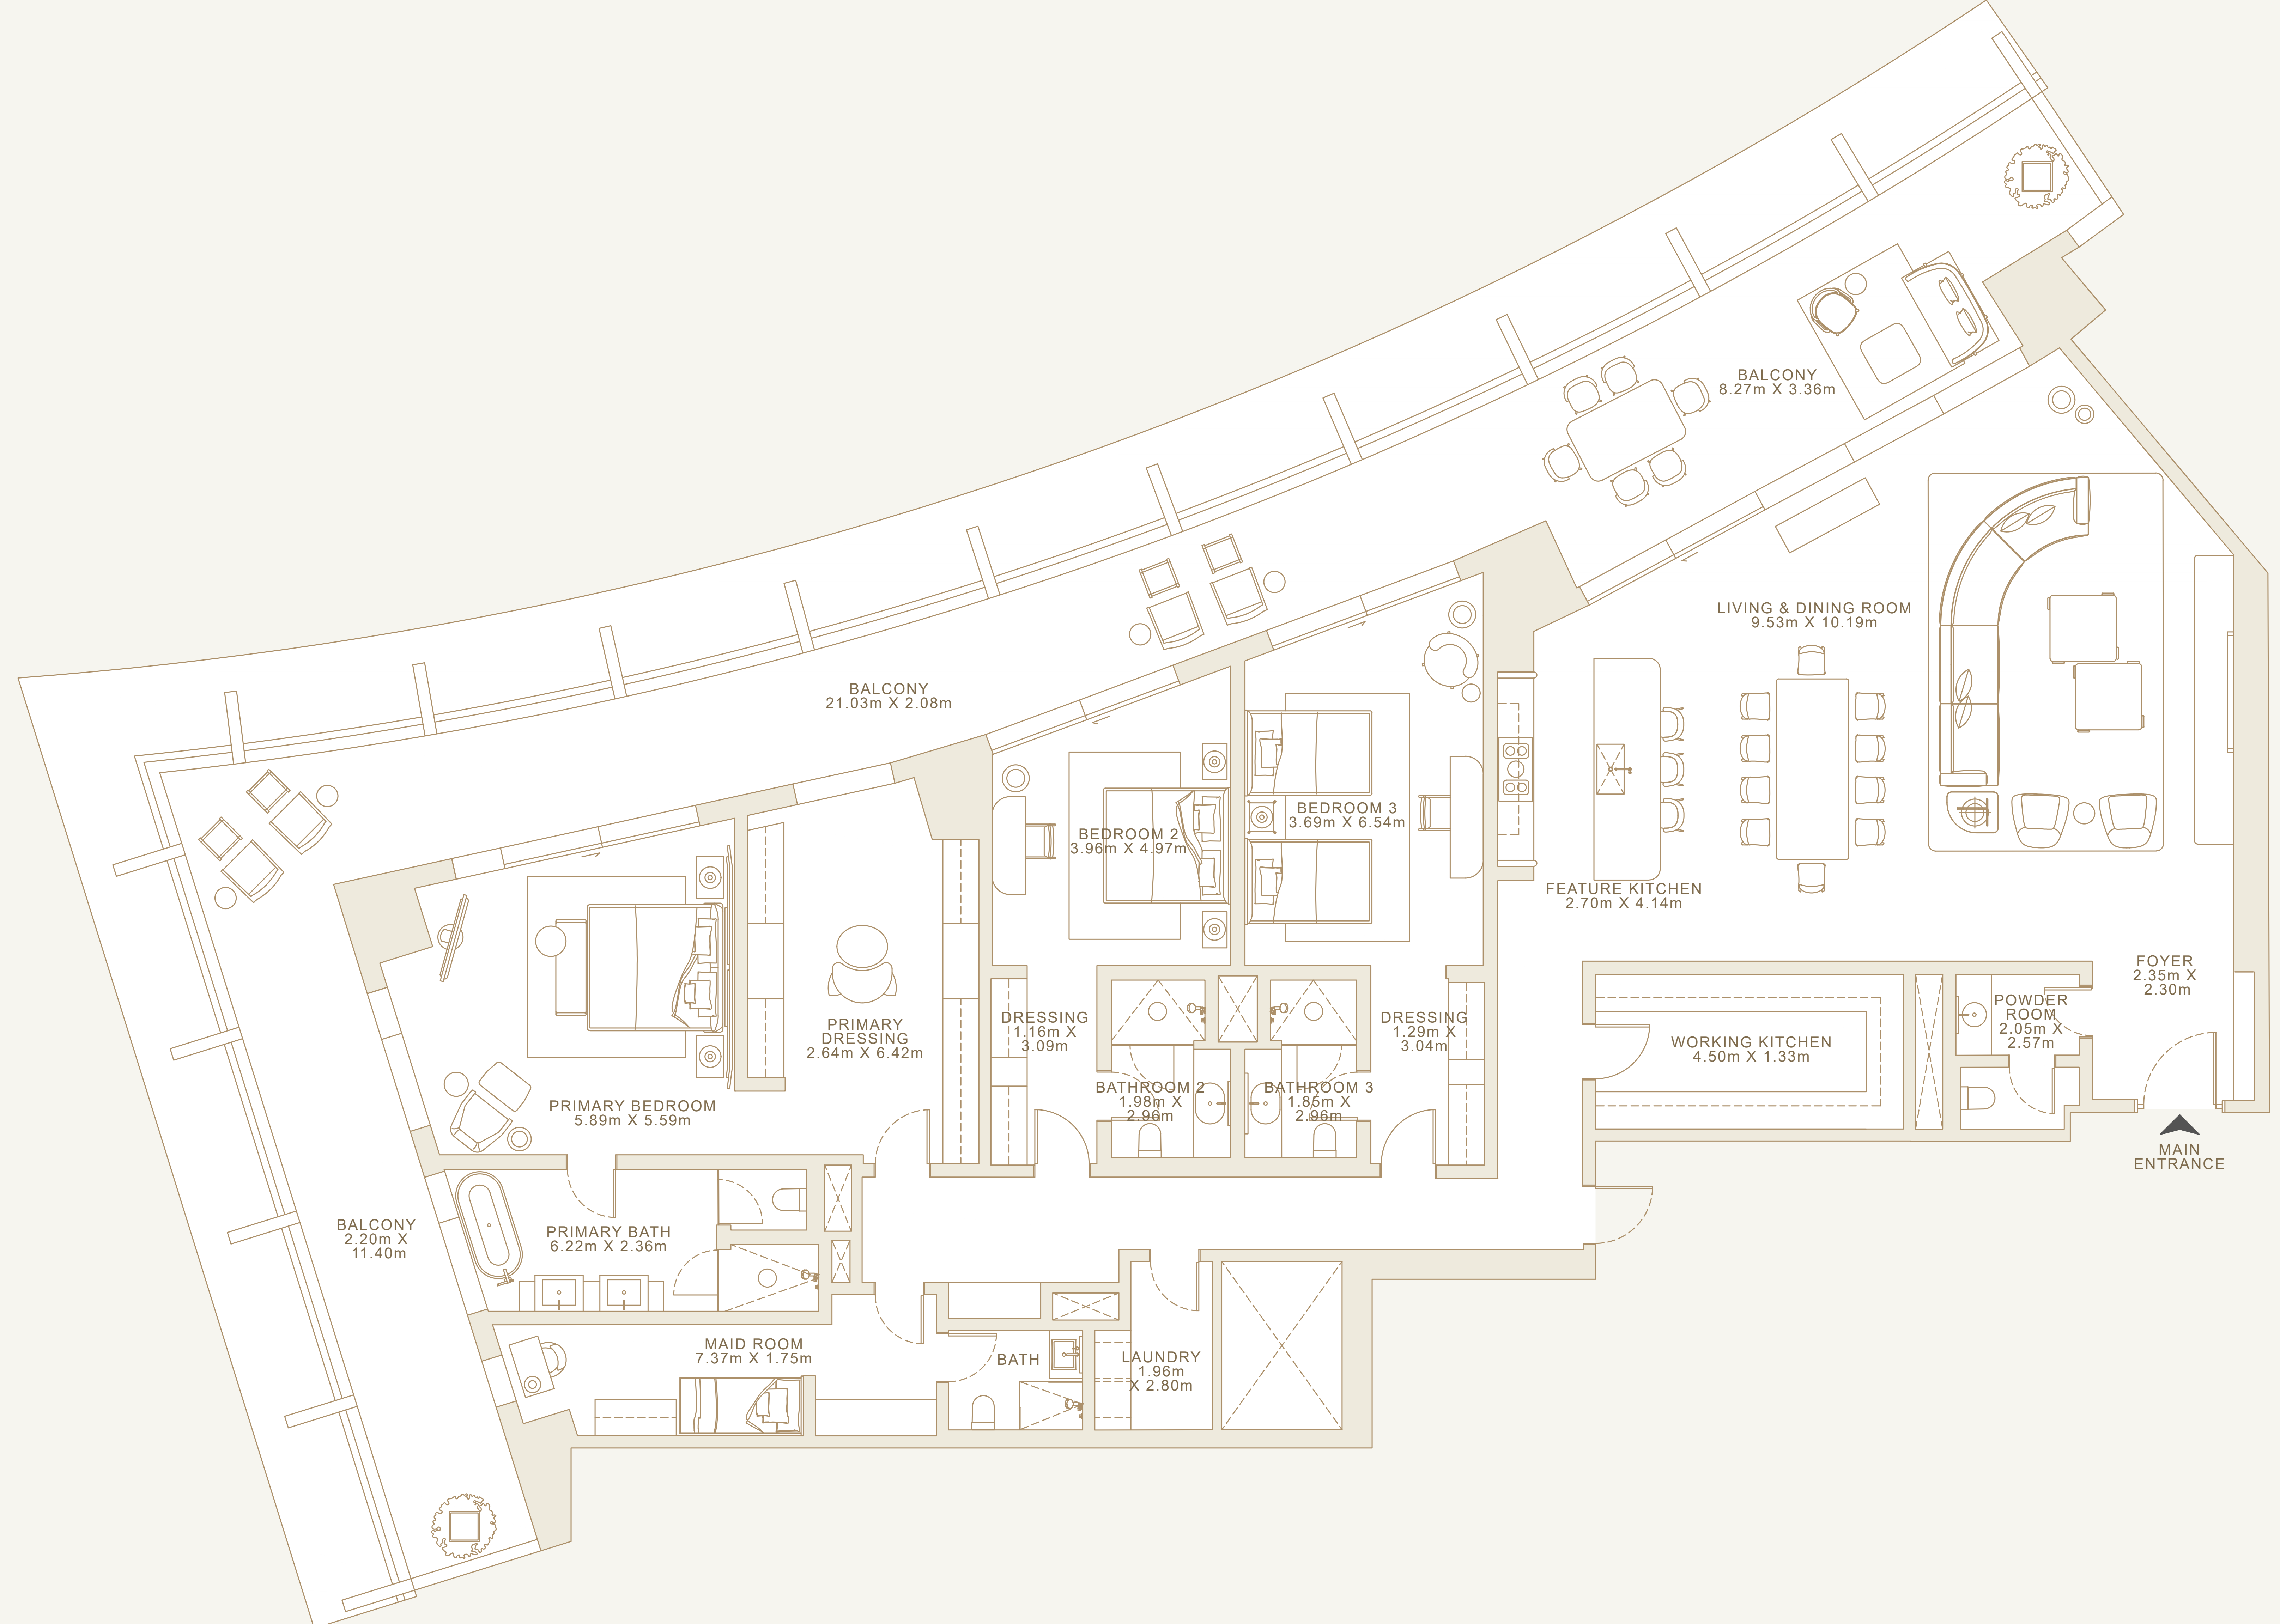 BALCONY
8.27m X 3.36m
LIVING & DINING ROOM
9.53m X 10.19m
BALCONY
21.03m X 2.08m
BEDROOM 3
3.69m X 6.54m
BEDROOM 2
3.96m X 4.97m
FEATURE KITCHEN
2.70m X 4.14m
FOYER
2.35m X
2.30m
POWDER
ROOM
2.05m X
2.57m
DRESSING
1.16m X
3.09m
DRESSING
1.29m X
3.04m
PRIMARY
DRESSING
2.64m X 6.42m
WORKING KITCHEN
4.50m X 1.33m
BATHROOM 2
1.98m X
2.96m
BATHROOM 3
1.85m X
2.96m
PRIMARY BEDROOM
5.89m X 5.59m
MAIN
ENTRANCE
BALCONY
2.20m X
11.40m
PRIMARY BATH
6.22m X 2.36m
MAID ROOM
7.37m X 1.75m
BATH
LAUNDRY
1.96m
X 2.80m